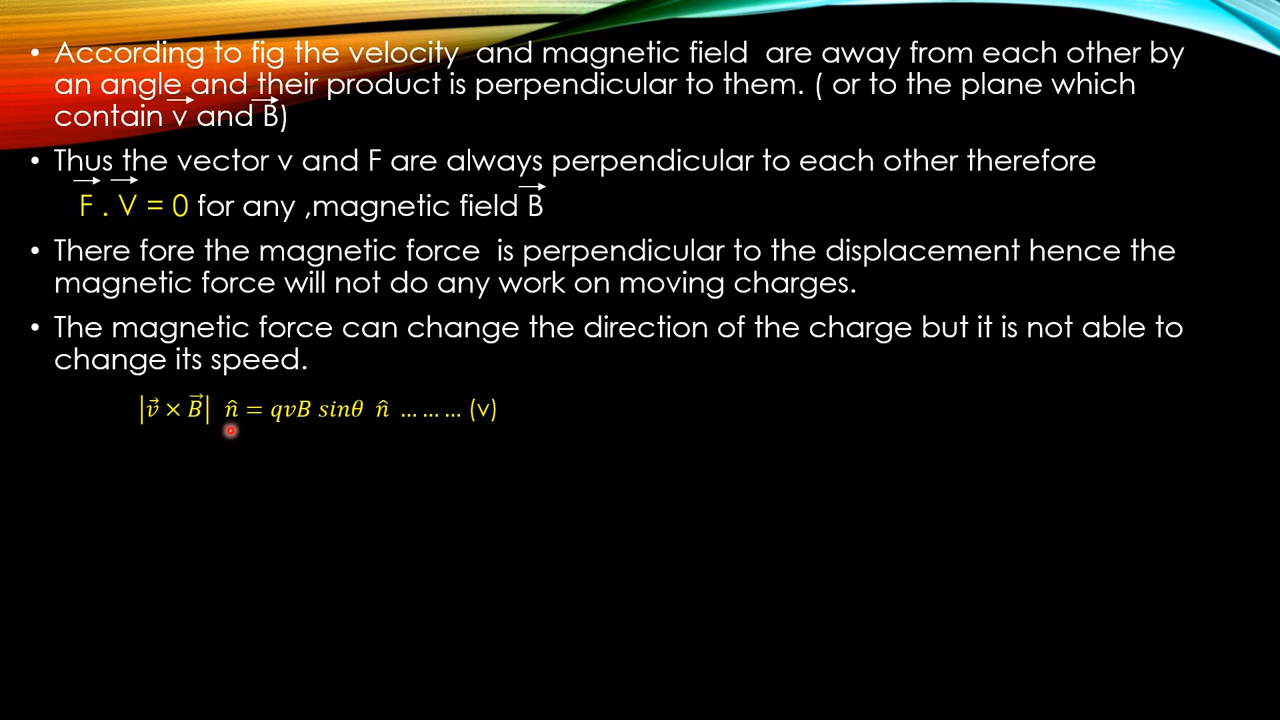 • According to fig the velocity and magnetic field are away from each other by
an angle and their product is perpendicular to them. ( or to the plane which
contain v⃗ and B⃗)
• Thus the vector v and F are always perpendicular to each other therefore
F⃗ . V⃗ = 0 for any ,magnetic field B⃗
• There fore the magnetic force is perpendicular to the displacement hence the
magnetic force will not do any work on moving charges.
• The magnetic force can change the direction of the charge but it is not able to
change its speed.
|v⃗ × B⃗| n̂ = qvB sinθ n̂ ... ... ... (v)